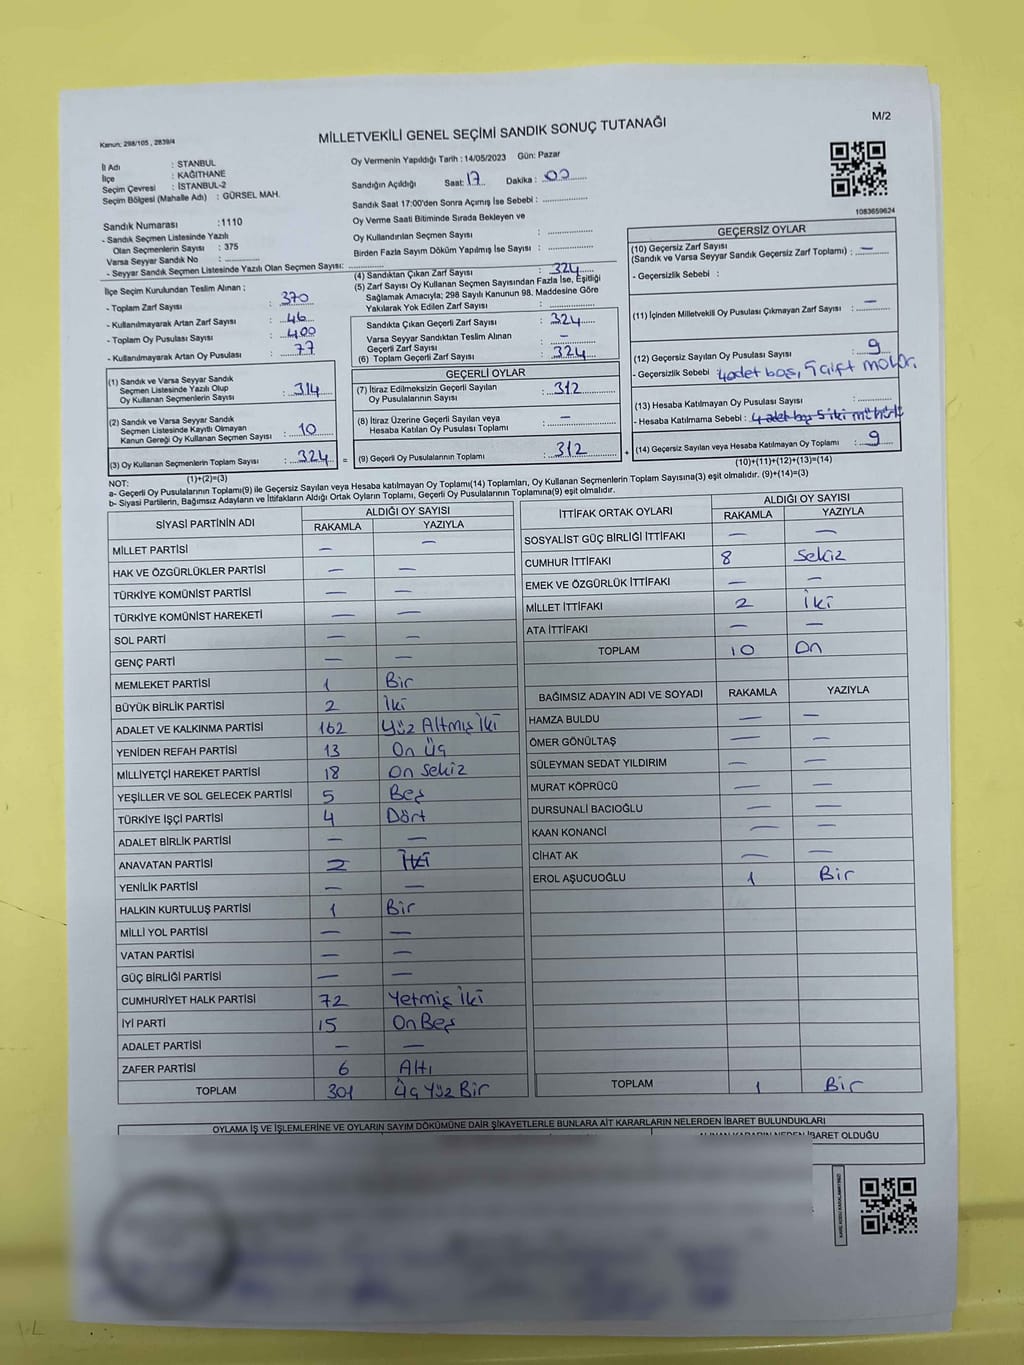 M/2
Kanun: 298/105 , 2839/4
MİLLETVEKİLİ GENEL SEÇİMİ SANDIK SONUÇ TUTANAĞI
İl Adı : STANBUL
İlçe : KAĞITHANE
Seçim Çevresi : İSTANBUL-2
Seçim Bölgesi (Mahalle Adı) : GÜRSEL MAH.
Sandık Numarası :1110
- Sandık Seçmen Listesinde Yazılı
Olan Seçmenlerin Sayısı : 375
Varsa Seyyar Sandık No :
- Seyyar Sandık Seçmen Listesinde Yazılı Olan Seçmen Sayısı:
Oy Vermenin Yapıldığı Tarih : 14/05/2023 Gün: Pazar
Sandığın Açıldığı Saat: 17 Dakika : 00
Sandık Saat 17:00'den Sonra Açımış İse Sebebi :
Oy Verme Saati Bitiminde Sırada Bekleyen ve
Oy Kullandırılan Seçmen Sayısı :
Birden Fazla Sayım Döküm Yapılmış İse Sayısı :
1083659624
İlçe Seçim Kurulundan Teslim Alınan ;
- Toplam Zarf Sayısı : 370
- Kullanılmayarak Artan Zarf Sayısı : 46
- Toplam Oy Pusulası Sayısı : 400
- Kullanılmayarak Artan Oy Pusulası : 77
(1) Sandık ve Varsa Seyyar Sandık
Seçmen Listesinde Yazılı Olup
Oy Kullanan Seçmenlerin Sayısı : 314
(2) Sandık ve Varsa Seyyar Sandık
Seçmen Listesinde Kayıtlı Olmayan
Kanun Gereği Oy Kullanan Seçmen Sayısı : 10
(3) Oy Kullanan Seçmenlerin Toplam Sayısı : 324 =
(1)+(2)=(3)
(4) Sandıktan Çıkan Zarf Sayısı : 324
(5) Zarf Sayısı Oy Kullanan Seçmen Sayısından Fazla İse, Eşitliği
Sağlamak Amacıyla; 298 Sayılı Kanunun 98. Maddesine Göre
Yakılarak Yok Edilen Zarf Sayısı :
Sandıkta Çıkan Geçerli Zarf Sayısı : 324
Varsa Seyyar Sandıktan Teslim Alınan
Geçerli Zarf Sayısı : —
(6) Toplam Geçerli Zarf Sayısı : 324
GEÇERLİ OYLAR
(7) İtiraz Edilmeksizin Geçerli Sayılan
Oy Pusulalarının Sayısı : 312
(8) İtiraz Üzerine Geçerli Sayılan veya
Hesaba Katılan Oy Pusulası Toplamı : —
(9) Geçerli Oy Pusulalarının Toplamı : 312 +
GEÇERSİZ OYLAR
(10) Geçersiz Zarf Sayısı
(Sandık ve Varsa Seyyar Sandık Geçersiz Zarf Toplamı) : —
- Geçersizlik Sebebi :
(11) İçinden Milletvekili Oy Pusulası Çıkmayan Zarf Sayısı : —
(12) Geçersiz Sayılan Oy Pusulası Sayısı : 9
- Geçersizlik Sebebi : 4 adet boş, 5 çift mühür.
(13) Hesaba Katılmayan Oy Pusulası Sayısı :
- Hesaba Katılmama Sebebi : 4 adet boş 5 iki mühür
(14) Geçersiz Sayılan veya Hesaba Katılmayan Oy Toplamı : 9
(10)+(11)+(12)+(13)=(14)
NOT:
a- Geçerli Oy Pusulalarının Toplamı(9) ile Geçersiz Sayılan veya Hesaba Katılmayan Oy Toplamı(14) Toplamları, Oy Kullanan Seçmenlerin Toplam Sayısına(3) eşit olmalıdır. (9)+(14)=(3)
b- Siyasi Partilerin, Bağımsız Adayların ve İttifakların Aldığı Ortak Oyların Toplamı, Geçerli Oy Pusulalarının Toplamına(9) eşit olmalıdır.
SİYASİ PARTİNİN ADI ALDIĞI OY SAYISI
RAKAMLA YAZIYLA
MİLLET PARTİSİ — —
HAK VE ÖZGÜRLÜKLER PARTİSİ — —
TÜRKİYE KOMÜNİST PARTİSİ — —
TÜRKİYE KOMÜNİST HAREKETİ — —
SOL PARTİ — —
GENÇ PARTİ — —
MEMLEKET PARTİSİ 1 Bir
BÜYÜK BİRLİK PARTİSİ 2 İki
ADALET VE KALKINMA PARTİSİ 162 Yüz Altmış İki
YENİDEN REFAH PARTİSİ 13 On Üç
MİLLİYETÇİ HAREKET PARTİSİ 18 On Sekiz
YEŞİLLER VE SOL GELECEK PARTİSİ 5 Beş
TÜRKİYE İŞÇİ PARTİSİ 4 Dört
ADALET BİRLİK PARTİSİ — —
ANAVATAN PARTİSİ 2 İki
YENİLİK PARTİSİ — —
HALKIN KURTULUŞ PARTİSİ 1 Bir
MİLLİ YOL PARTİSİ — —
VATAN PARTİSİ — —
GÜÇ BİRLİĞİ PARTİSİ — —
CUMHURİYET HALK PARTİSİ 72 Yetmiş İki
İYİ PARTİ 15 On Beş
ADALET PARTİSİ — —
ZAFER PARTİSİ 6 Altı
TOPLAM 301 Üç Yüz Bir
İTTİFAK ORTAK OYLARI ALDIĞI OY SAYISI
RAKAMLA YAZIYLA
SOSYALİST GÜÇ BİRLİĞİ İTTİFAKI — —
CUMHUR İTTİFAKI 8 Sekiz
EMEK VE ÖZGÜRLÜK İTTİFAKI — —
MİLLET İTTİFAKI 2 İki
ATA İTTİFAKI — —
TOPLAM 10 On
BAĞIMSIZ ADAYIN ADI VE SOYADI RAKAMLA YAZIYLA
HAMZA BULDU — —
ÖMER GÖNÜLTAŞ — —
SÜLEYMAN SEDAT YILDIRIM — —
MURAT KÖPRÜCÜ — —
DURSUNALİ BACIOĞLU — —
KAAN KONANCİ — —
CİHAT AK — —
EROL AŞUCUOĞLU 1 Bir
TOPLAM 1 Bir
OYLAMA İŞ VE İŞLEMLERİNE VE OYLARIN SAYIM DÖKÜMÜNE DAİR ŞİKAYETLERLE BUNLARA AİT KARARLARIN NELERDEN İBARET BULUNDUKLARI
İBARET OLDUĞU